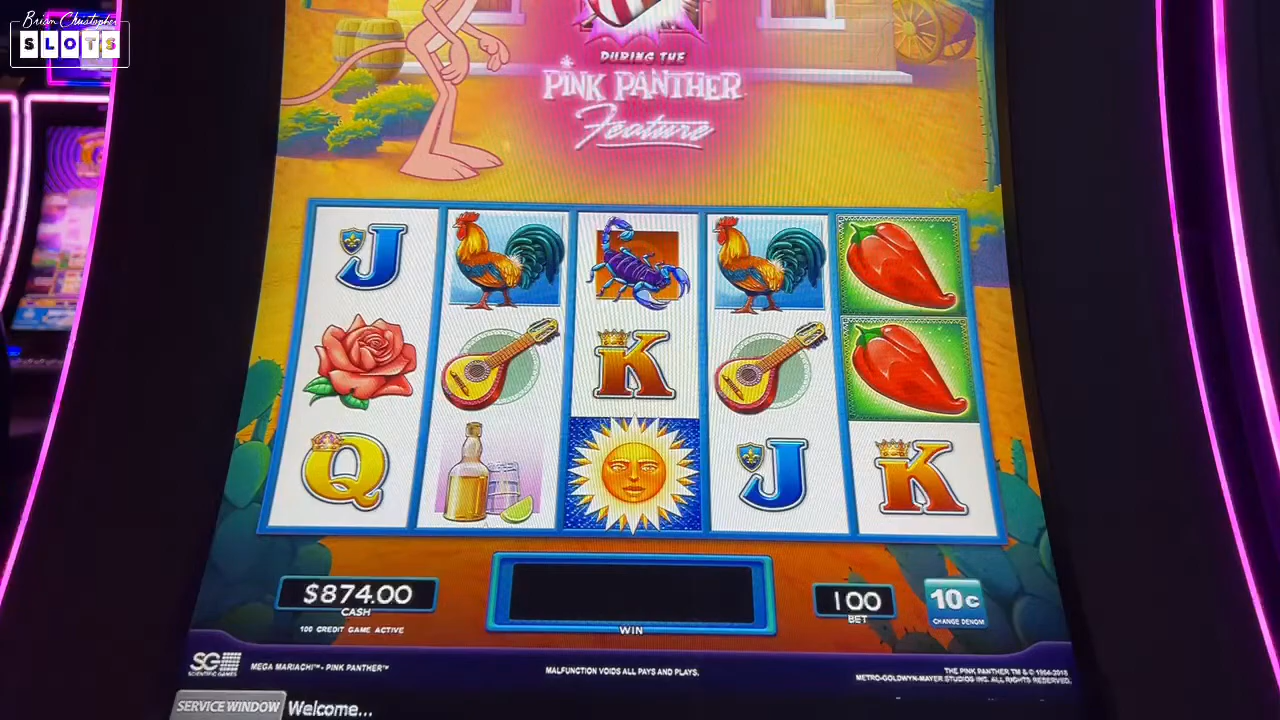 Brian Christopher
SLOTS
DURING THE
PINK PANTHER
Feature
J
K
Q
J
K
$874.00
CASH
100 CREDIT GAME ACTIVE
WIN
100
BET
10¢
CHANGE DENOM
SG
SCIENTIFIC GAMES
MEGA MARIACHI™ - PINK PANTHER™
MALFUNCTION VOIDS ALL PAYS AND PLAYS.
THE PINK PANTHER TM & © 1964-2018
METRO-GOLDWYN-MAYER STUDIOS INC. ALL RIGHTS RESERVED.
SERVICE WINDOW
Welcome...